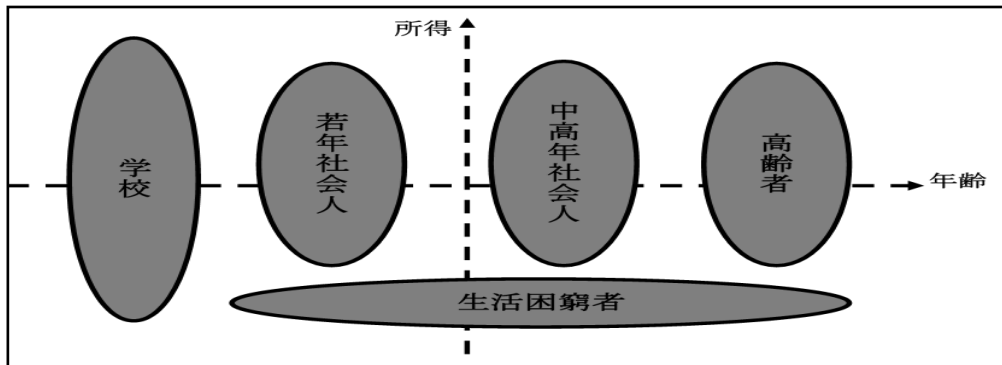 所得
学校
若年社会人
中高年社会人
高齢者
年齢
生活困窮者